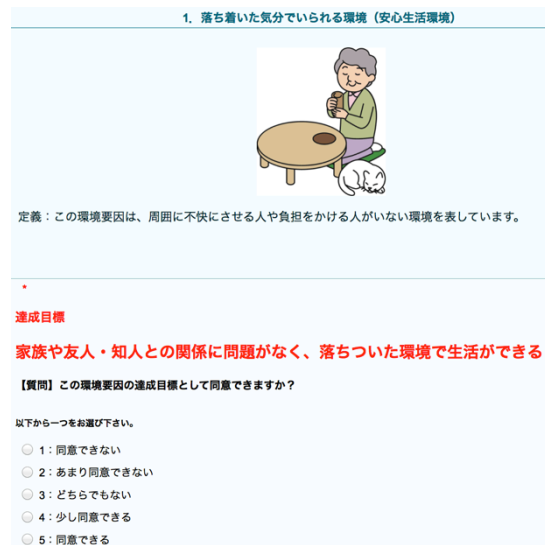 1. 落ち着いた気分でいられる環境（安心生活環境）
定義：この環境要因は、周囲に不快にさせる人や負担をかける人がいない環境を表しています。
*
達成目標
家族や友人・知人との関係に問題がなく、落ちついた環境で生活ができる
【質問】この環境要因の達成目標として同意できますか？
以下から一つをお選び下さい。
1：同意できない
2：あまり同意できない
3：どちらでもない
4：少し同意できる
5：同意できる